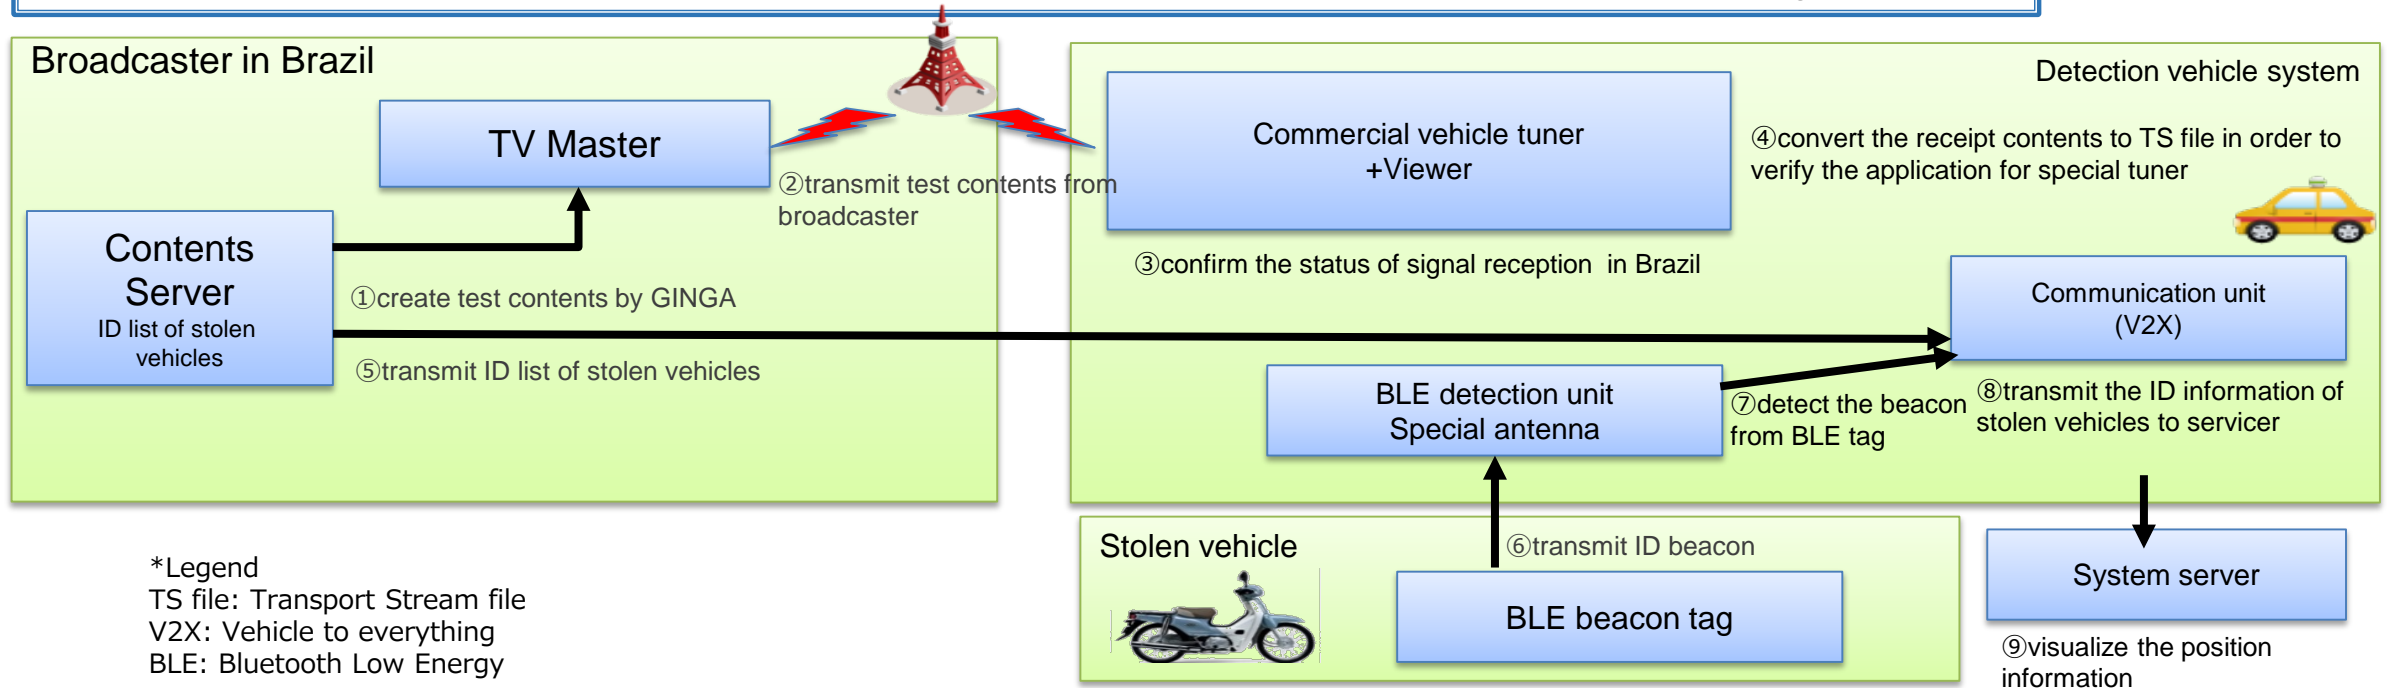 Broadcaster in Brazil
TV Master
②transmit test contents from
broadcaster
Contents
Server
ID list of stolen
vehicles
①create test contents by GINGA
⑤transmit ID list of stolen vehicles
Detection vehicle system
Commercial vehicle tuner
+Viewer
④convert the receipt contents to TS file in order to
verify the application for special tuner
③confirm the status of signal reception in Brazil
Communication unit
(V2X)
BLE detection unit
Special antenna
⑦detect the beacon
from BLE tag
⑧transmit the ID information of
stolen vehicles to servicer
Stolen vehicle
⑥transmit ID beacon
BLE beacon tag
System server
⑨visualize the position
information
*Legend
TS file: Transport Stream file
V2X: Vehicle to everything
BLE: Bluetooth Low Energy